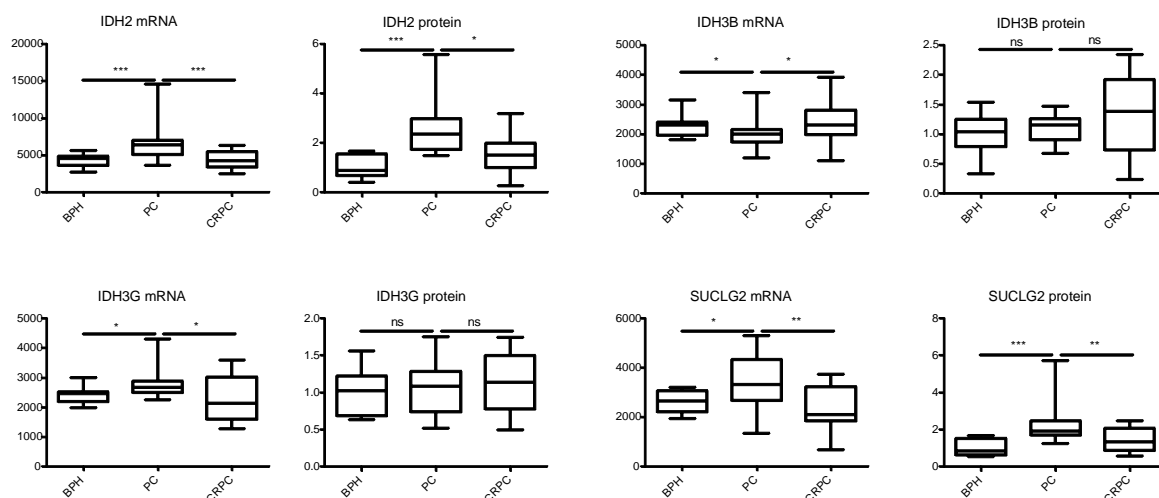 IDH2 mRNA
20000
15000
10000
5000
0
***
***
BPH
PC
CRPC
IDH2 protein
6
4
2
0
***
*
BPH
PC
CRPC
IDH3B mRNA
5000
4000
3000
2000
1000
0
*
*
BPH
PC
CRPC
IDH3B protein
2.5
2.0
1.5
1.0
0.5
0.0
ns
ns
BPH
PC
CRPC
IDH3G mRNA
5000
4000
3000
2000
1000
0
*
*
BPH
PC
CRPC
IDH3G protein
2.0
1.5
1.0
0.5
0.0
ns
ns
BPH
PC
CRPC
SUCLG2 mRNA
6000
4000
2000
0
*
**
BPH
PC
CRPC
SUCLG2 protein
8
6
4
2
0
***
**
BPH
PC
CRPC